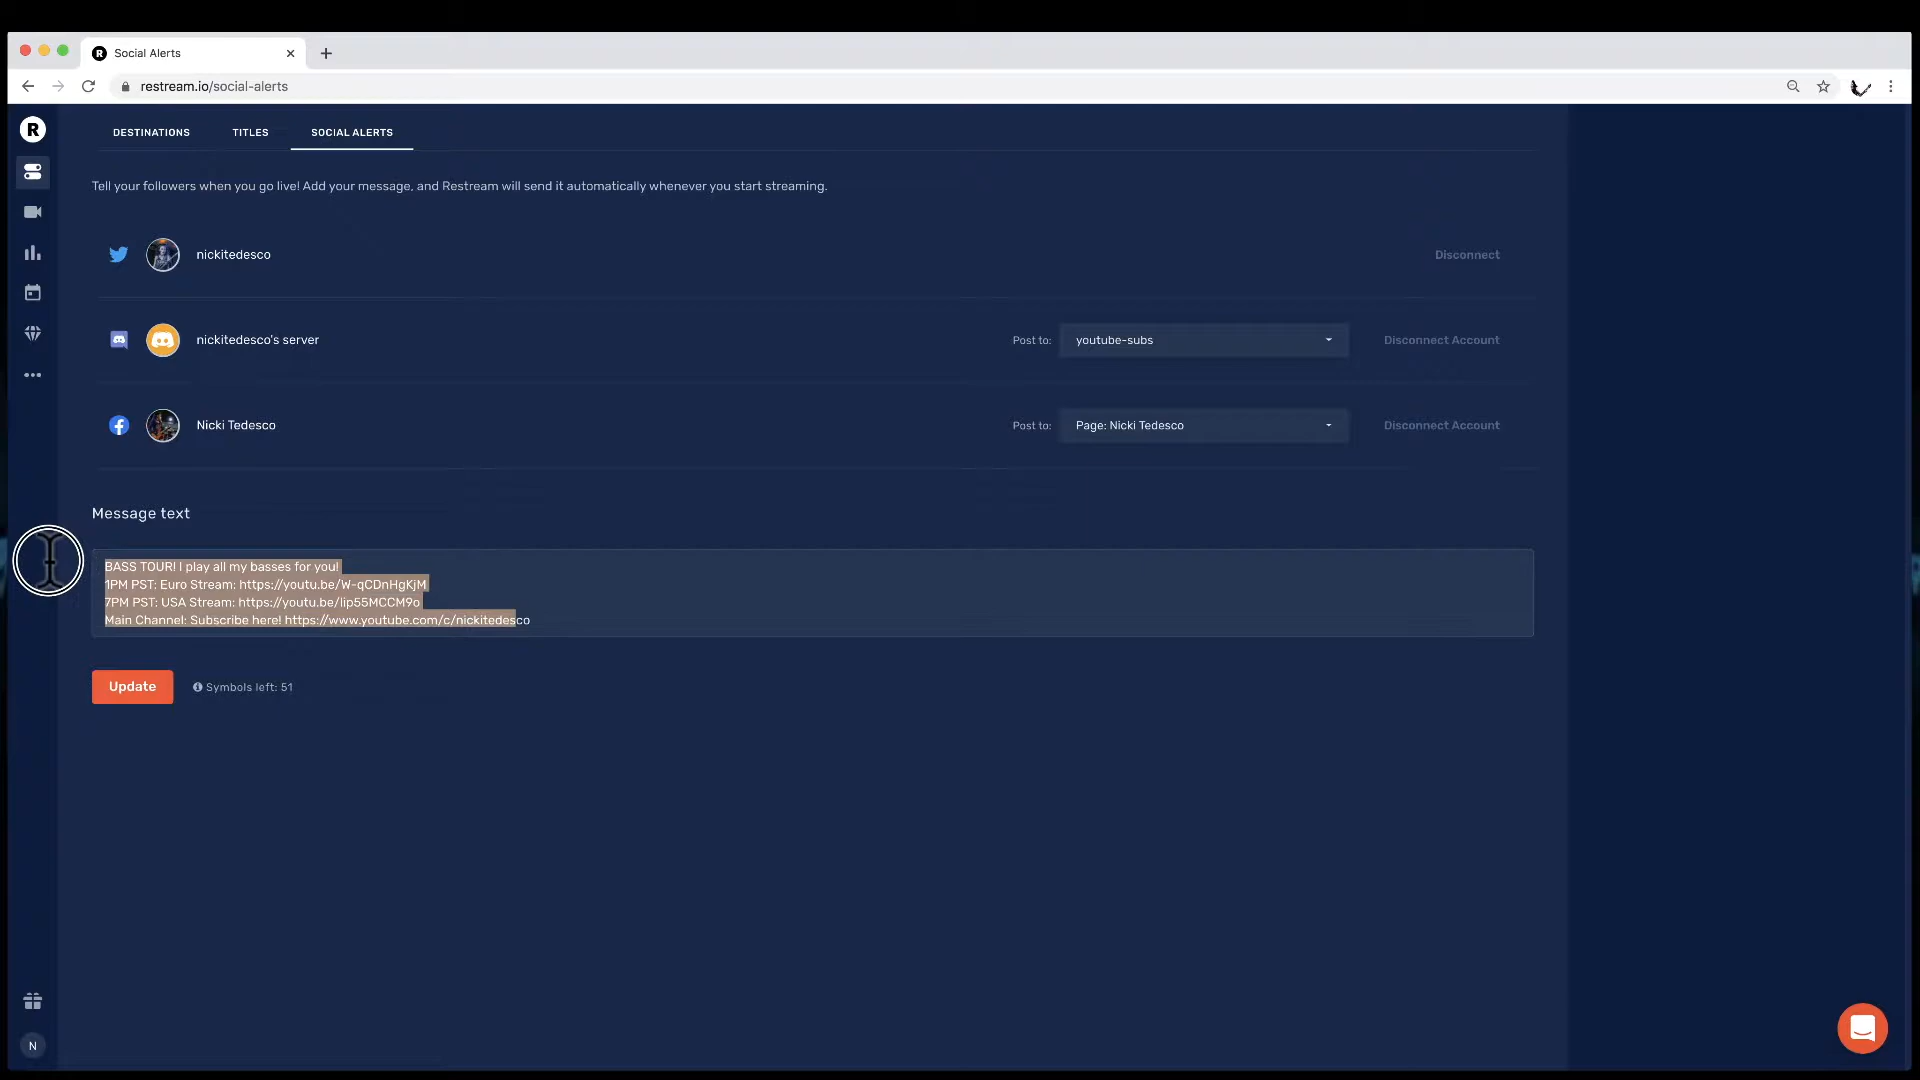 Social Alerts
restream.io/social-alerts
R
DESTINATIONS
TITLES
SOCIAL ALERTS
Tell your followers when you go live! Add your message, and Restream will send it automatically whenever you start streaming.
nickitedesco
Disconnect
nickitedesco's server
Post to:
youtube-subs
Disconnect Account
Nicki Tedesco
Post to:
Page: Nicki Tedesco
Disconnect Account
Message text
BASS TOUR! I play all my basses for you!
1PM PST: Euro Stream: https://youtu.be/W-qCDnHgKjM
7PM PST: USA Stream: https://youtu.be/lip55MCCM9o
Main Channel: Subscribe here! https://www.youtube.com/c/nickitedesco
Update
Symbols left: 51
N